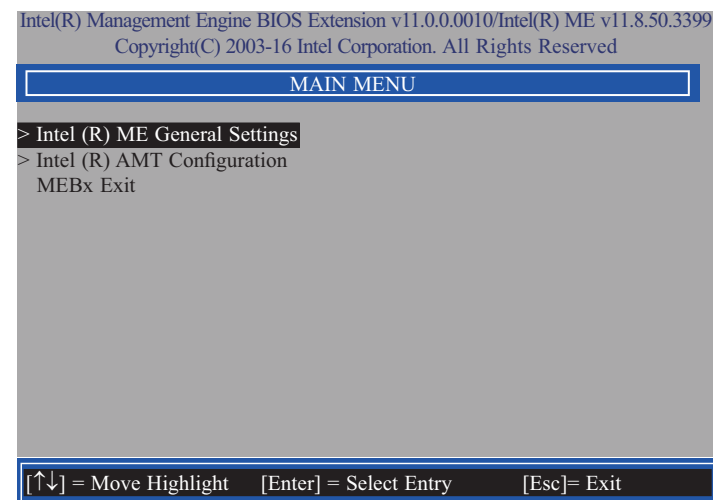 Intel(R) Management Engine BIOS Extension v11.0.0.0010/Intel(R) ME v11.8.50.3399
Copyright(C) 2003-16 Intel Corporation. All Rights Reserved
MAIN MENU
> Intel (R) ME General Settings
> Intel (R) AMT Configuration
MEBx Exit
[↑↓] = Move Highlight [Enter] = Select Entry [Esc]= Exit